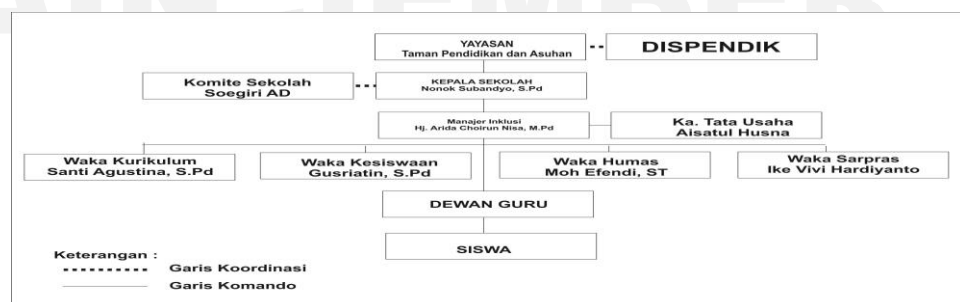 YAYASAN
Taman Pendidikan dan Asuhan
DISPENDIK
Komite Sekolah
Soegiri AD
KEPALA SEKOLAH
Nonok Subandyo, S.Pd
Manajer Inklusi
Hj. Arida Choirun Nisa, M.Pd
Ka. Tata Usaha
Aisatul Husna
Waka Kurikulum
Santi Agustina, S.Pd
Waka Kesiswaan
Gusriatin, S.Pd
Waka Humas
Moh Efendi, ST
Waka Sarpras
Ike Vivi Hardiyanto
DEWAN GURU
SISWA
Keterangan :
Garis Koordinasi
Garis Komando